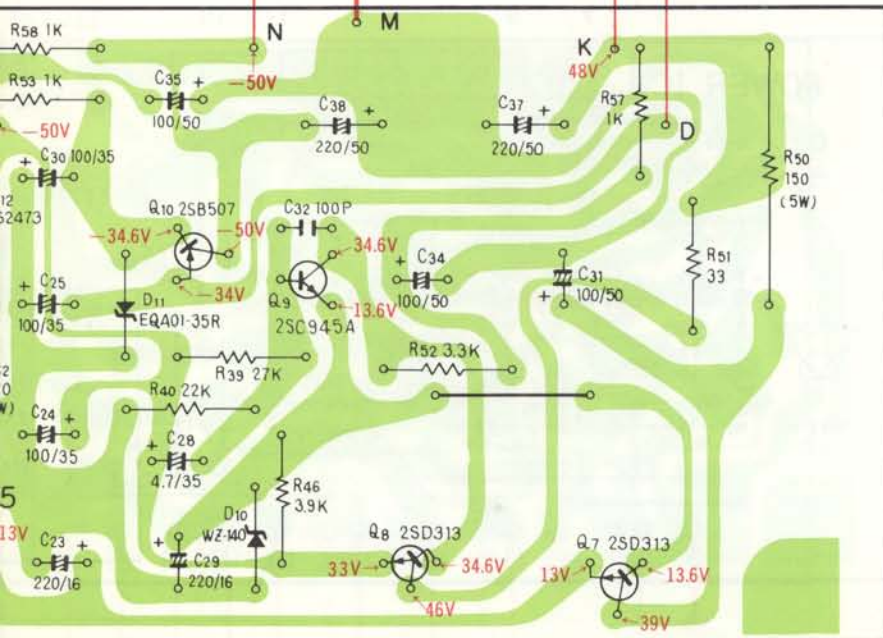 R58 1K
N
M
K
48V
R53 1K
C35 +
100/50
—50V
—50V
C38 +
220/50
C37 +
220/50
R57
1K
D
+ C30 100/35
R50
150
(5W)
Q10 2SB507
C32 100P
—34.6V
—50V
34.6V
—34V
+ C25
100/35
D11
EQA01-35R
Q9
13.6V
2SC945A
+ C34
100/50
C31
+ 100/50
R51
33
R39 27K
R52 3.3K
R40 22K
C24 +
100/35
+ C28
4.7/35
R46
3.9K
D10
WZ-140
5
13V
C23 +
220/16
+ C29
220/16
Q8 2SD313
33V
34.6V
46V
Q7 2SD313
13V
13.6V
39V